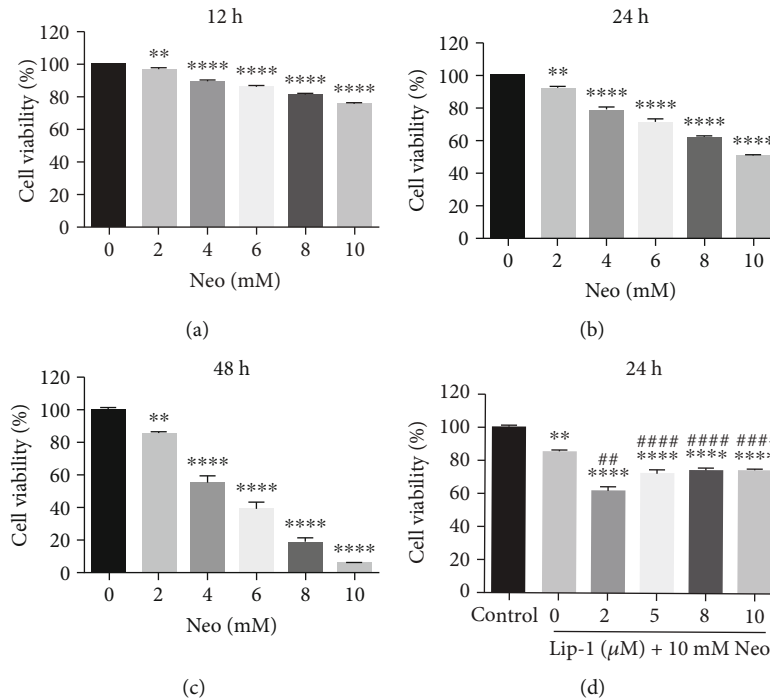 12 h
Cell viability (%)
120
100
80
60
40
20
0
**
****
****
****
****
0 2 4 6 8 10
Neo (mM)
(a)
24 h
Cell viability (%)
120
100
80
60
40
20
0
**
****
****
****
****
0 2 4 6 8 10
Neo (mM)
(b)
48 h
Cell viability (%)
120
100
80
60
40
20
0
**
****
****
****
****
0 2 4 6 8 10
Neo (mM)
(c)
24 h
Cell viability (%)
120
100
80
60
40
20
0
**
##
****
####
****
####
****
###
****
Control 0 2 5 8 10
Lip-1 (μM) + 10 mM Neo
(d)